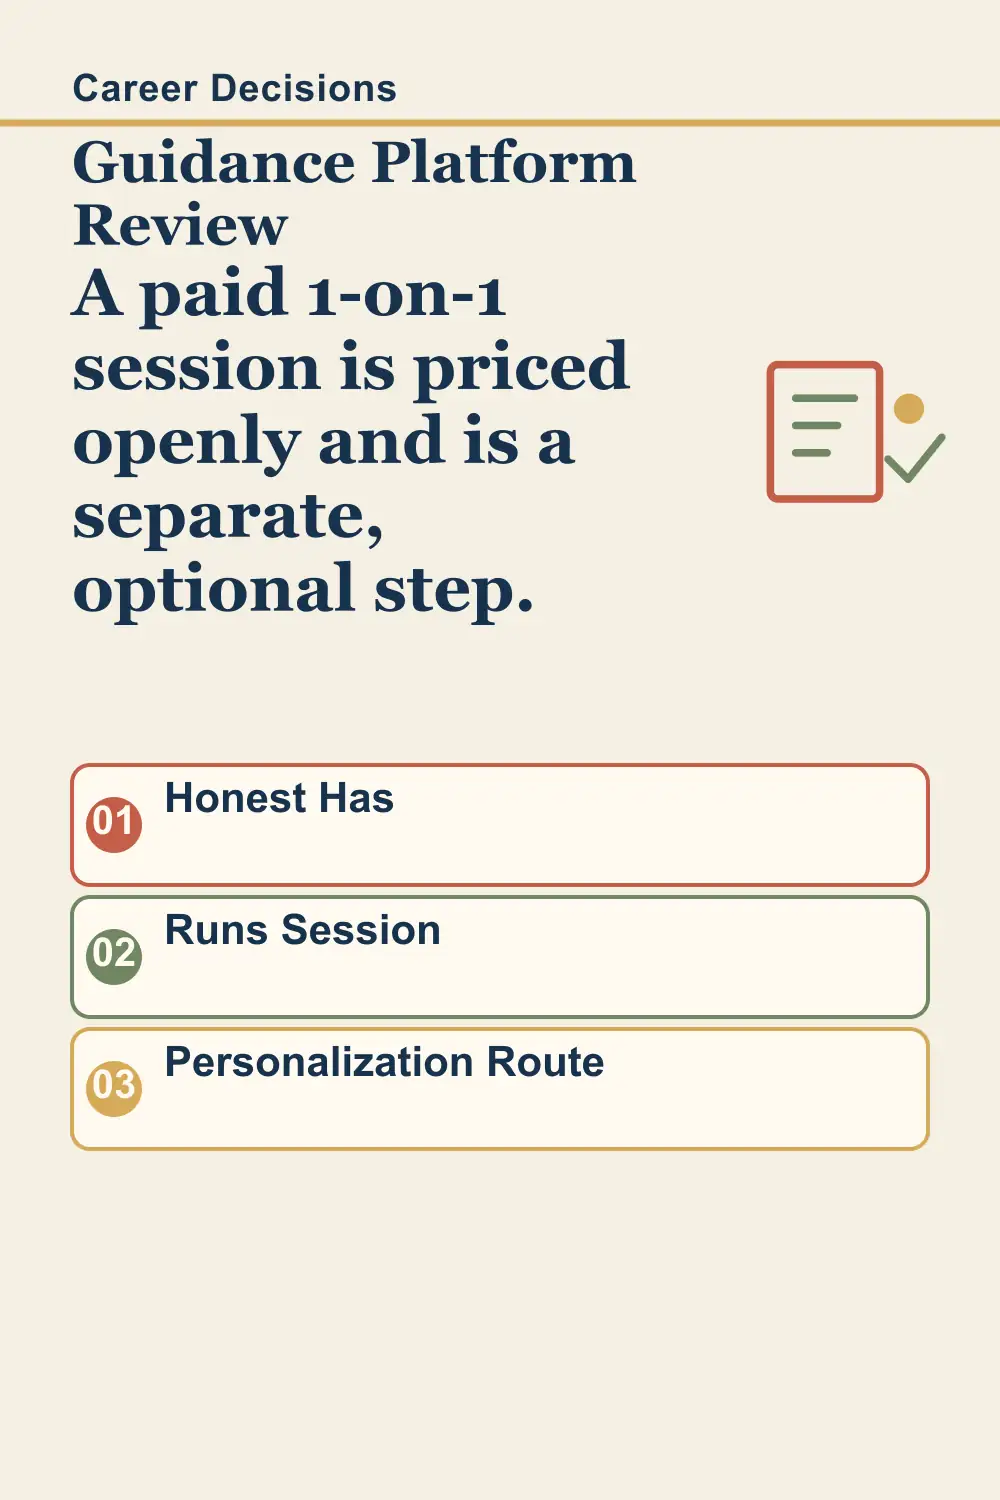 Career Decisions
Guidance Platform
Review
A paid 1-on-1
session is priced
openly and is a
separate,
optional step.
01 Honest Has
02 Runs Session
03 Personalization Route